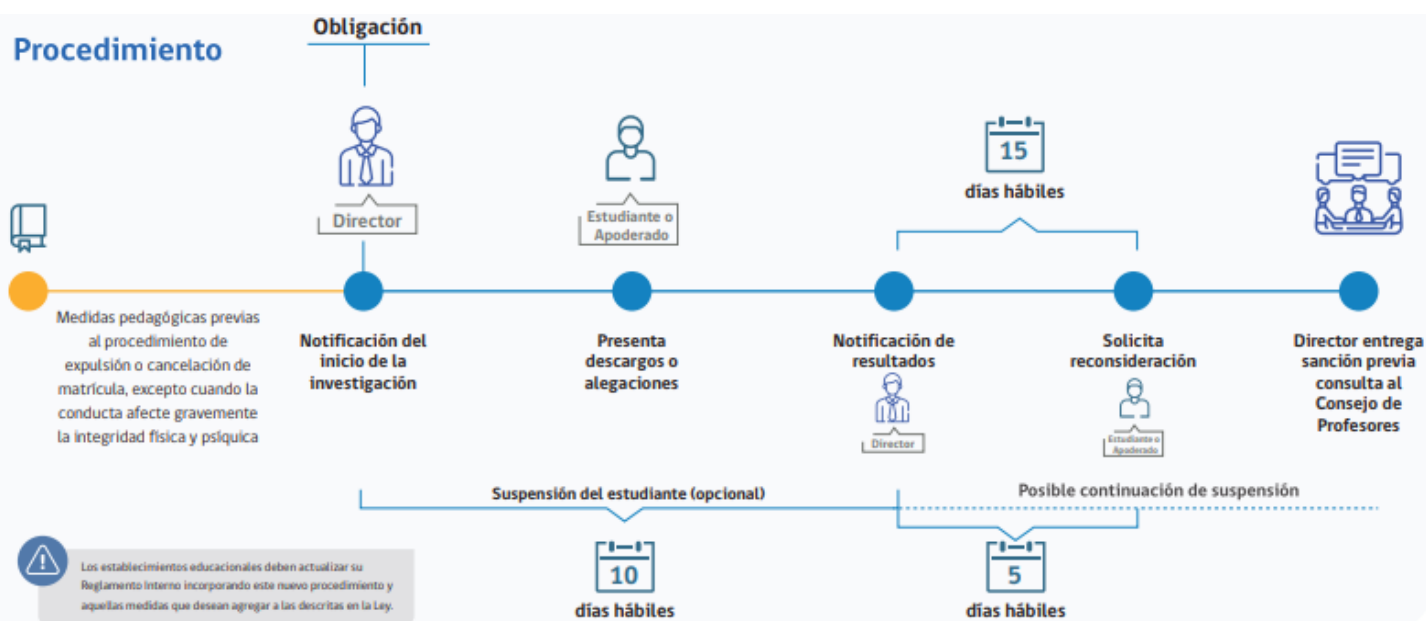 Procedimiento
Obligación
Director
Estudiante o
Apoderado
15
días hábiles
Medidas pedagógicas previas
al procedimiento de
expulsión o cancelación de
matrícula, excepto cuando la
conducta afecte gravemente
la integridad física y psíquica
Notificación del
inicio de la
investigación
Presenta
descargos o
alegaciones
Notificación de
resultados
Director
Solicita
reconsideración
Estudiante o
Apoderado
Director entrega
sanción previa
consulta al
Consejo de
Profesores
Suspensión del estudiante (opcional)
Posible continuación de suspensión
10
días hábiles
5
días hábiles
Los establecimientos educacionales deben actualizar su
Reglamento Interno incorporando este nuevo procedimiento y
aquellas medidas que desean agregar a las descritas en la Ley.